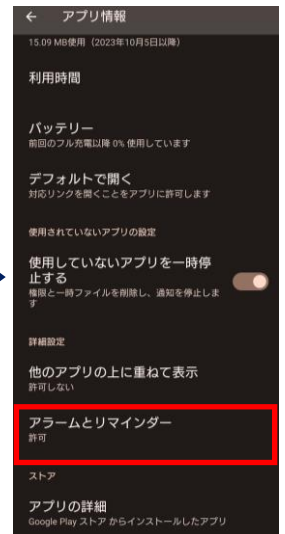 ← アプリ情報
15.09 MB使用（2023年10月5日以降）
利用時間
バッテリー
前回のフル充電以降 0% 使用しています
デフォルトで開く
対応リンクを開くことをアプリに許可します
使用されていないアプリの設定
使用していないアプリを一時停
止する
権限と一時ファイルを削除し、通知を停止しま
す
詳細設定
他のアプリの上に重ねて表示
許可しない
アラームとリマインダー
許可
ストア
アプリの詳細
Google Play ストア からインストールしたアプリ